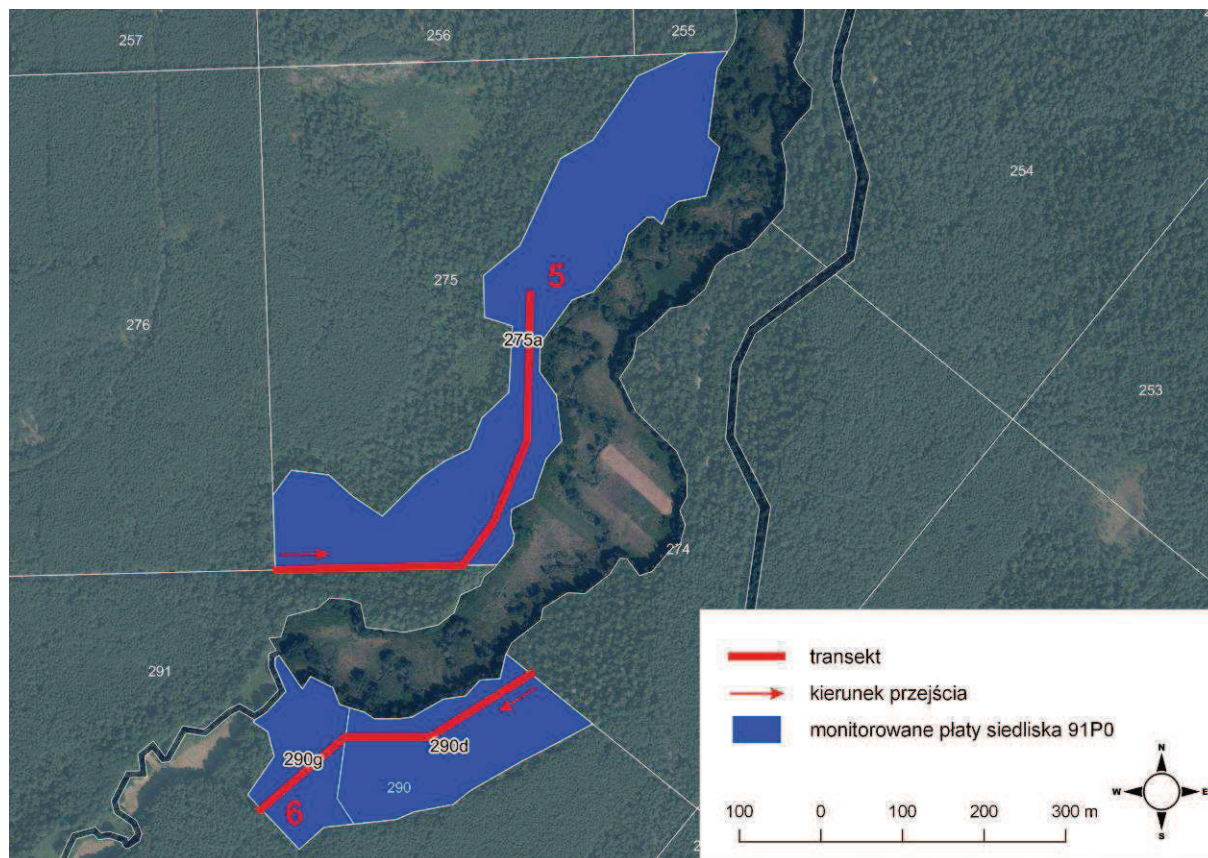 257
256
255
254
275
5
276
275a
253
274
291
290g
290d
290
6
transekt
kierunek przejścia
monitorowane płaty siedliska 91P0
N
W E
S
100 0 100 200 300 m